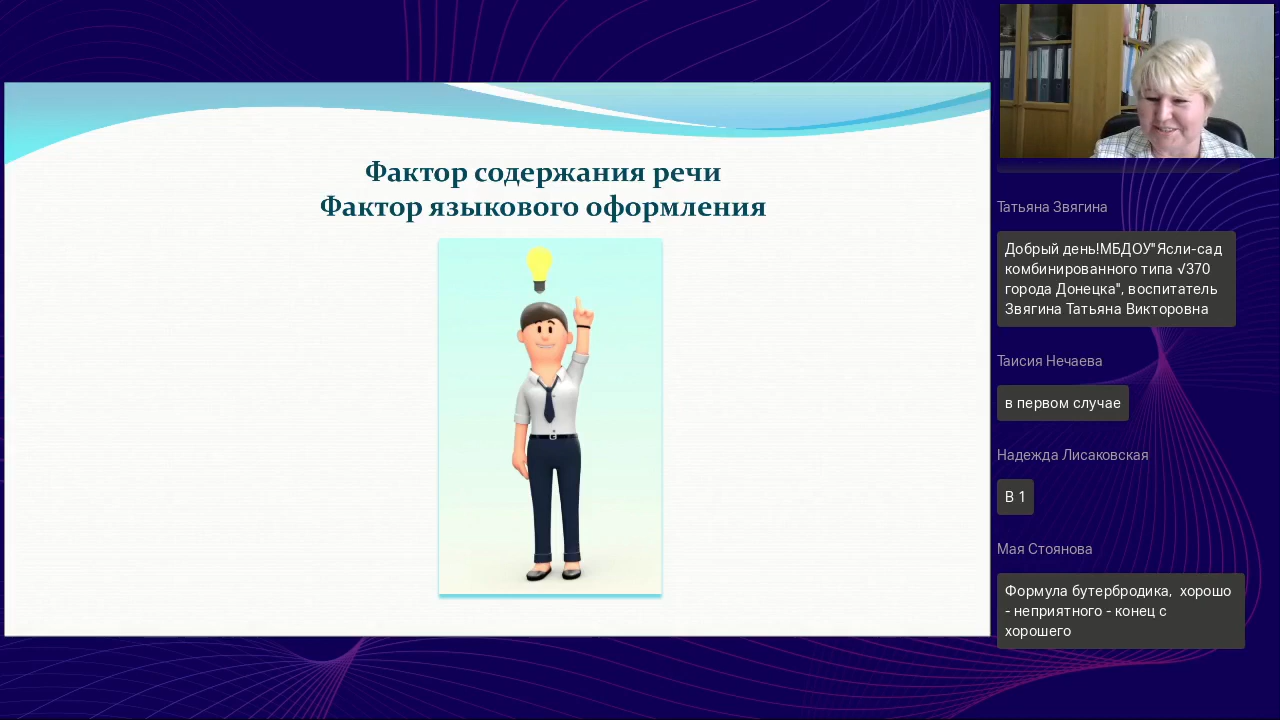 Фактор содержания речи
Фактор языкового оформления
Татьяна Звягина
Добрый день!МБДОУ"Ясли-сад
комбинированного типа √370
города Донецка", воспитатель
Звягина Татьяна Викторовна
Таисия Нечаева
в первом случае
Надежда Лисаковская
В 1
Мая Стоянова
Формула бутербродика,  хорошо
- неприятного - конец с
хорошего